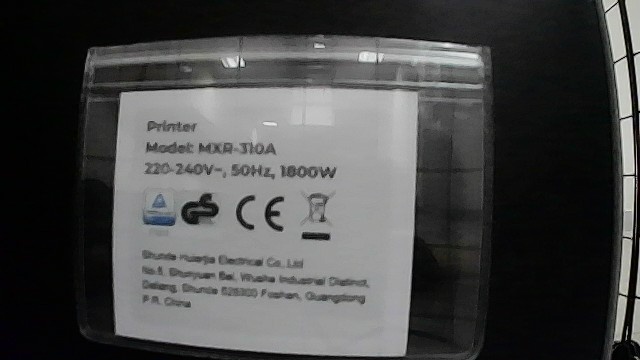 Printer
Model: MXR-310A
220-240V~, 50Hz, 1800W
CE
Shunde Huanjia Electrical Co., Ltd
No.5, Shunyuan Bei, Wusha Industrial District,
Daliang, Shunde 528300 Foshan, Guangdong
P.R. China